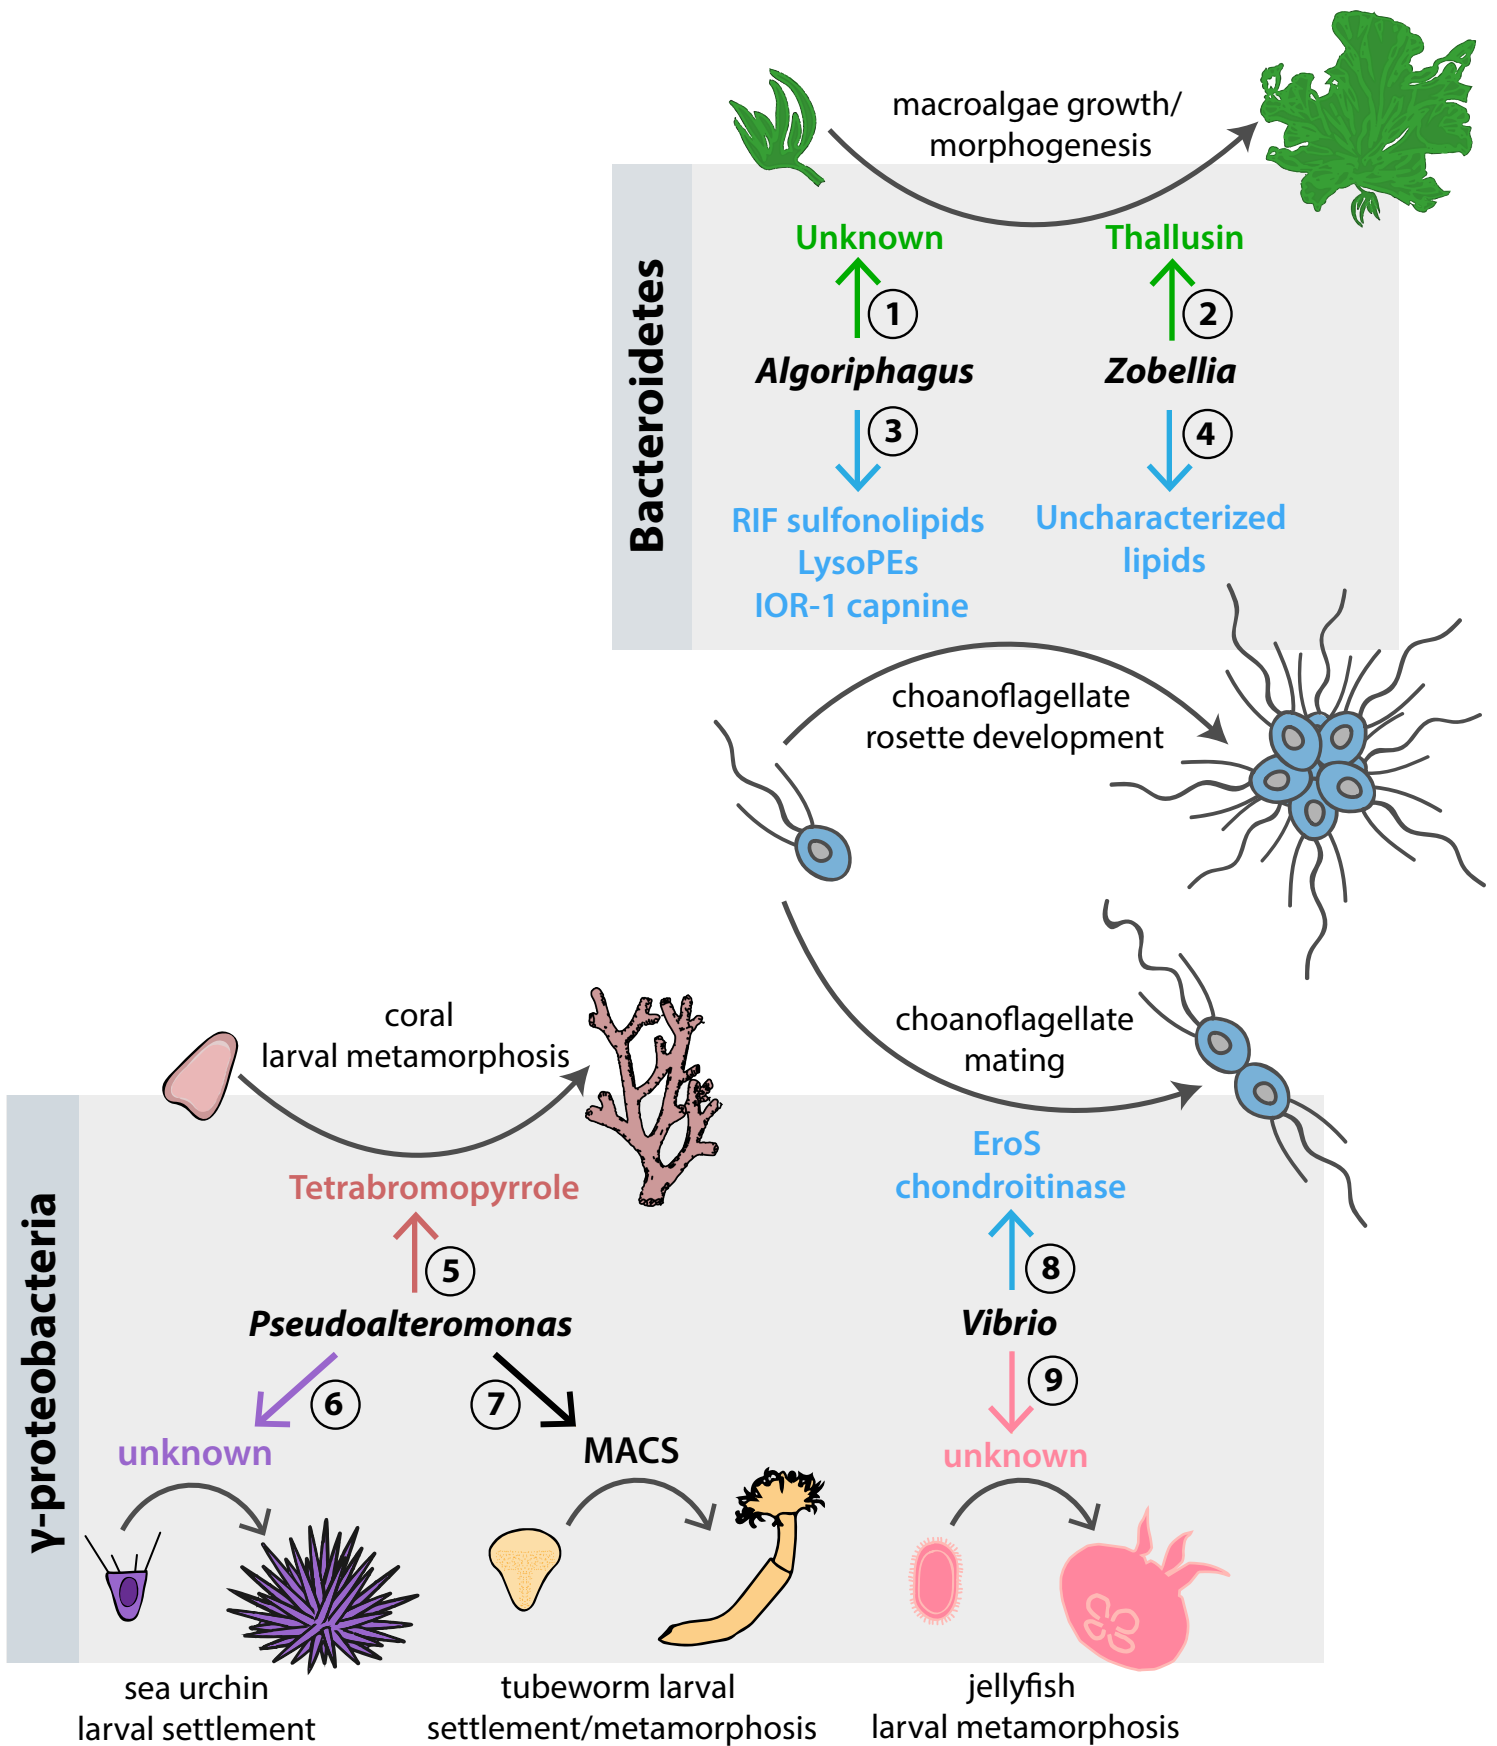 macroalgae growth/
morphogenesis
Bacteroidetes
Unknown
Thallusin
1
2
Algoriphagus
Zobellia
3
4
RIF sulfonolipids
LysoPEs
IOR-1 capnine
Uncharacterized
lipids
choanoflagellate
rosette development
choanoflagellate
mating
coral
larval metamorphosis
γ-proteobacteria
Tetrabromopyrrole
EroS
chondroitinase
5
8
Pseudoalteromonas
Vibrio
6
7
9
unknown
MACS
unknown
sea urchin
larval settlement
tubeworm larval
settlement/metamorphosis
jellyfish
larval metamorphosis